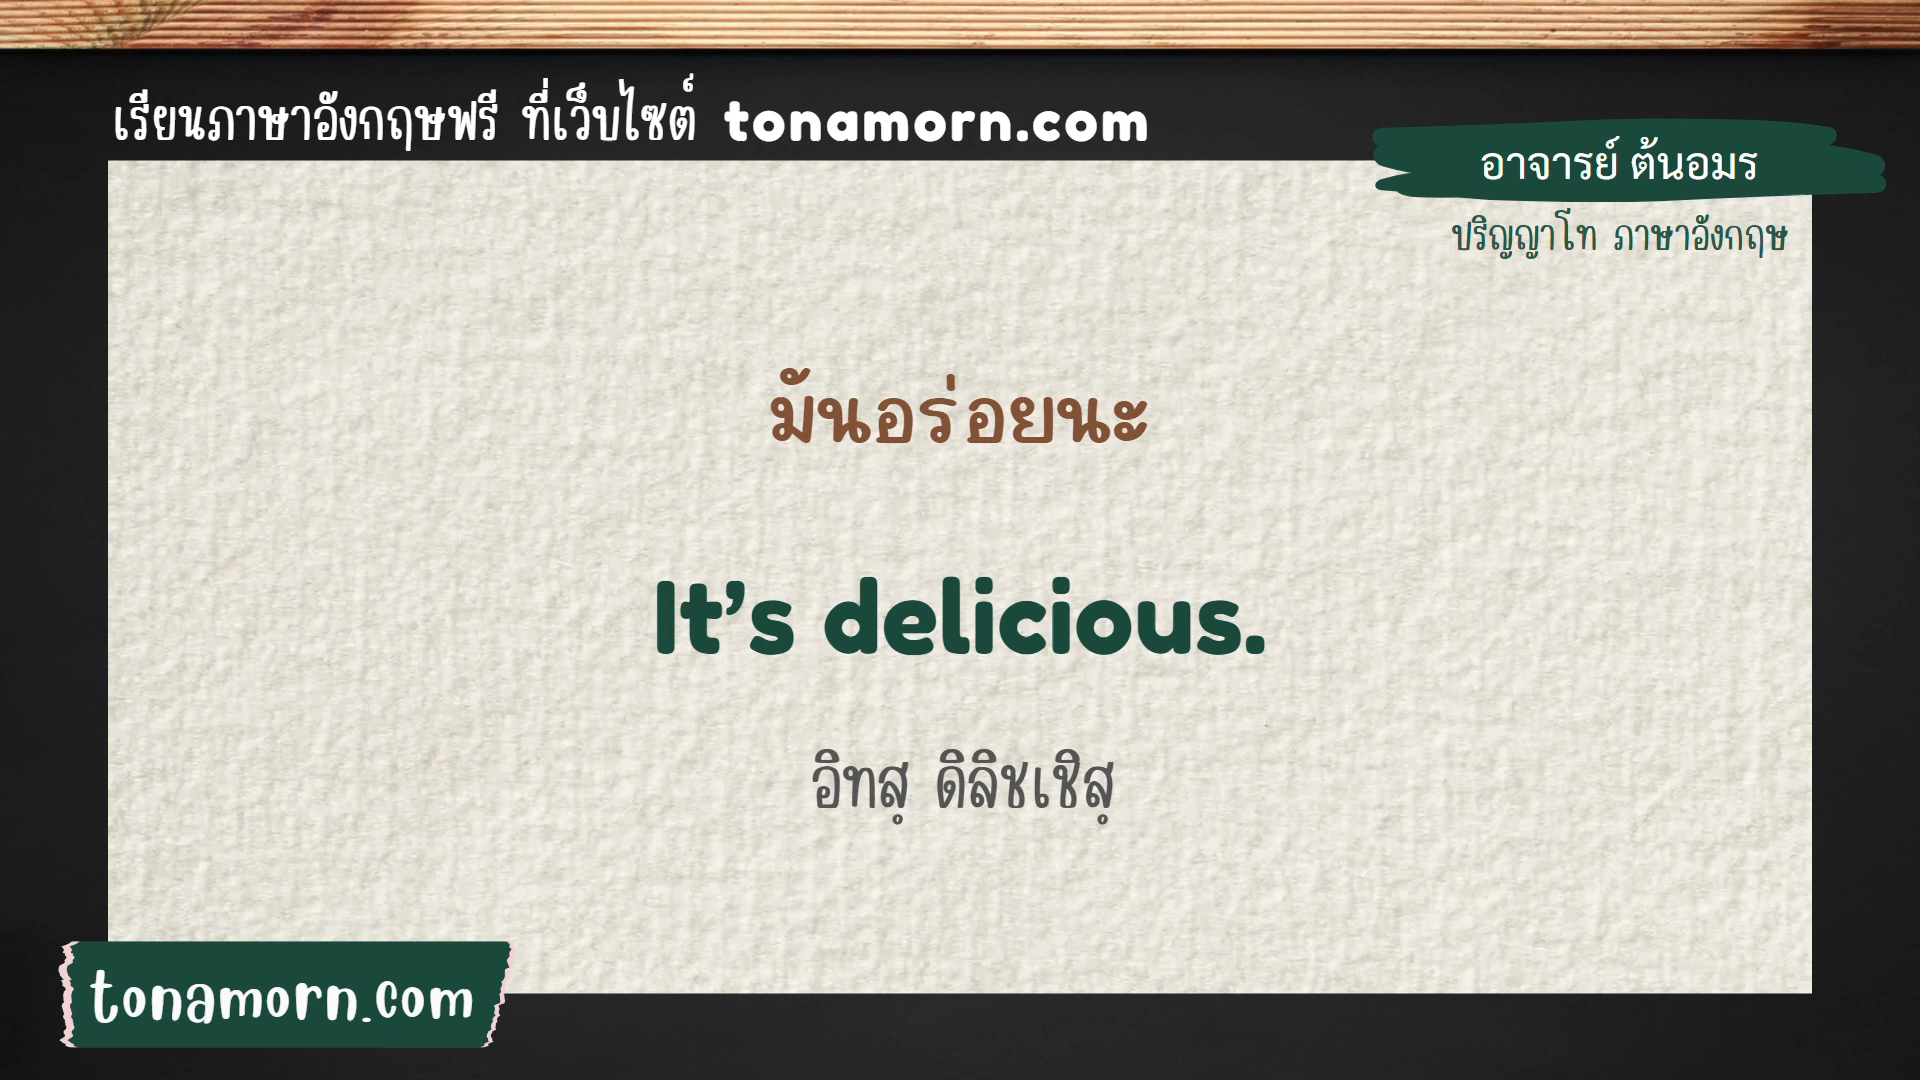 เรียนภาษาอังกฤษฟรี ที่เว็บไซต์ tonamorn.com
อาจารย์ ต้นอมร
ปริญญาโท ภาษาอังกฤษ
มันอร่อยนะ
It's delicious.
อิทสฺ ดิลิชเชิสฺ
tonamorn.com